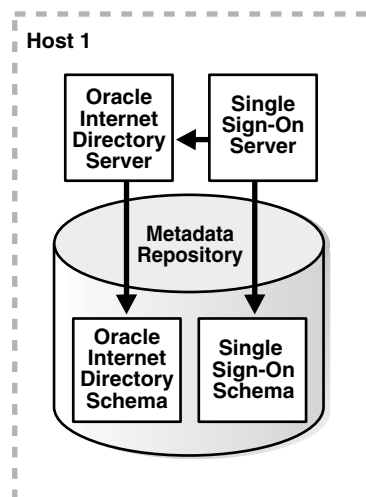 Host 1
Oracle
Internet
Directory
Server
Single
Sign-On
Server
Metadata
Repository
Oracle
Internet
Directory
Schema
Single
Sign-On
Schema